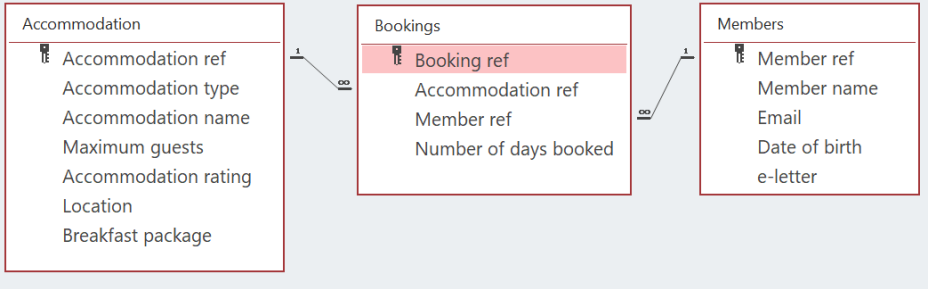 Accommodation
Accommodation ref
Accommodation type
Accommodation name
Maximum guests
Accommodation rating
Location
Breakfast package
1
∞
Bookings
Booking ref
Accommodation ref
Member ref
Number of days booked
∞
1
Members
Member ref
Member name
Email
Date of birth
e-letter